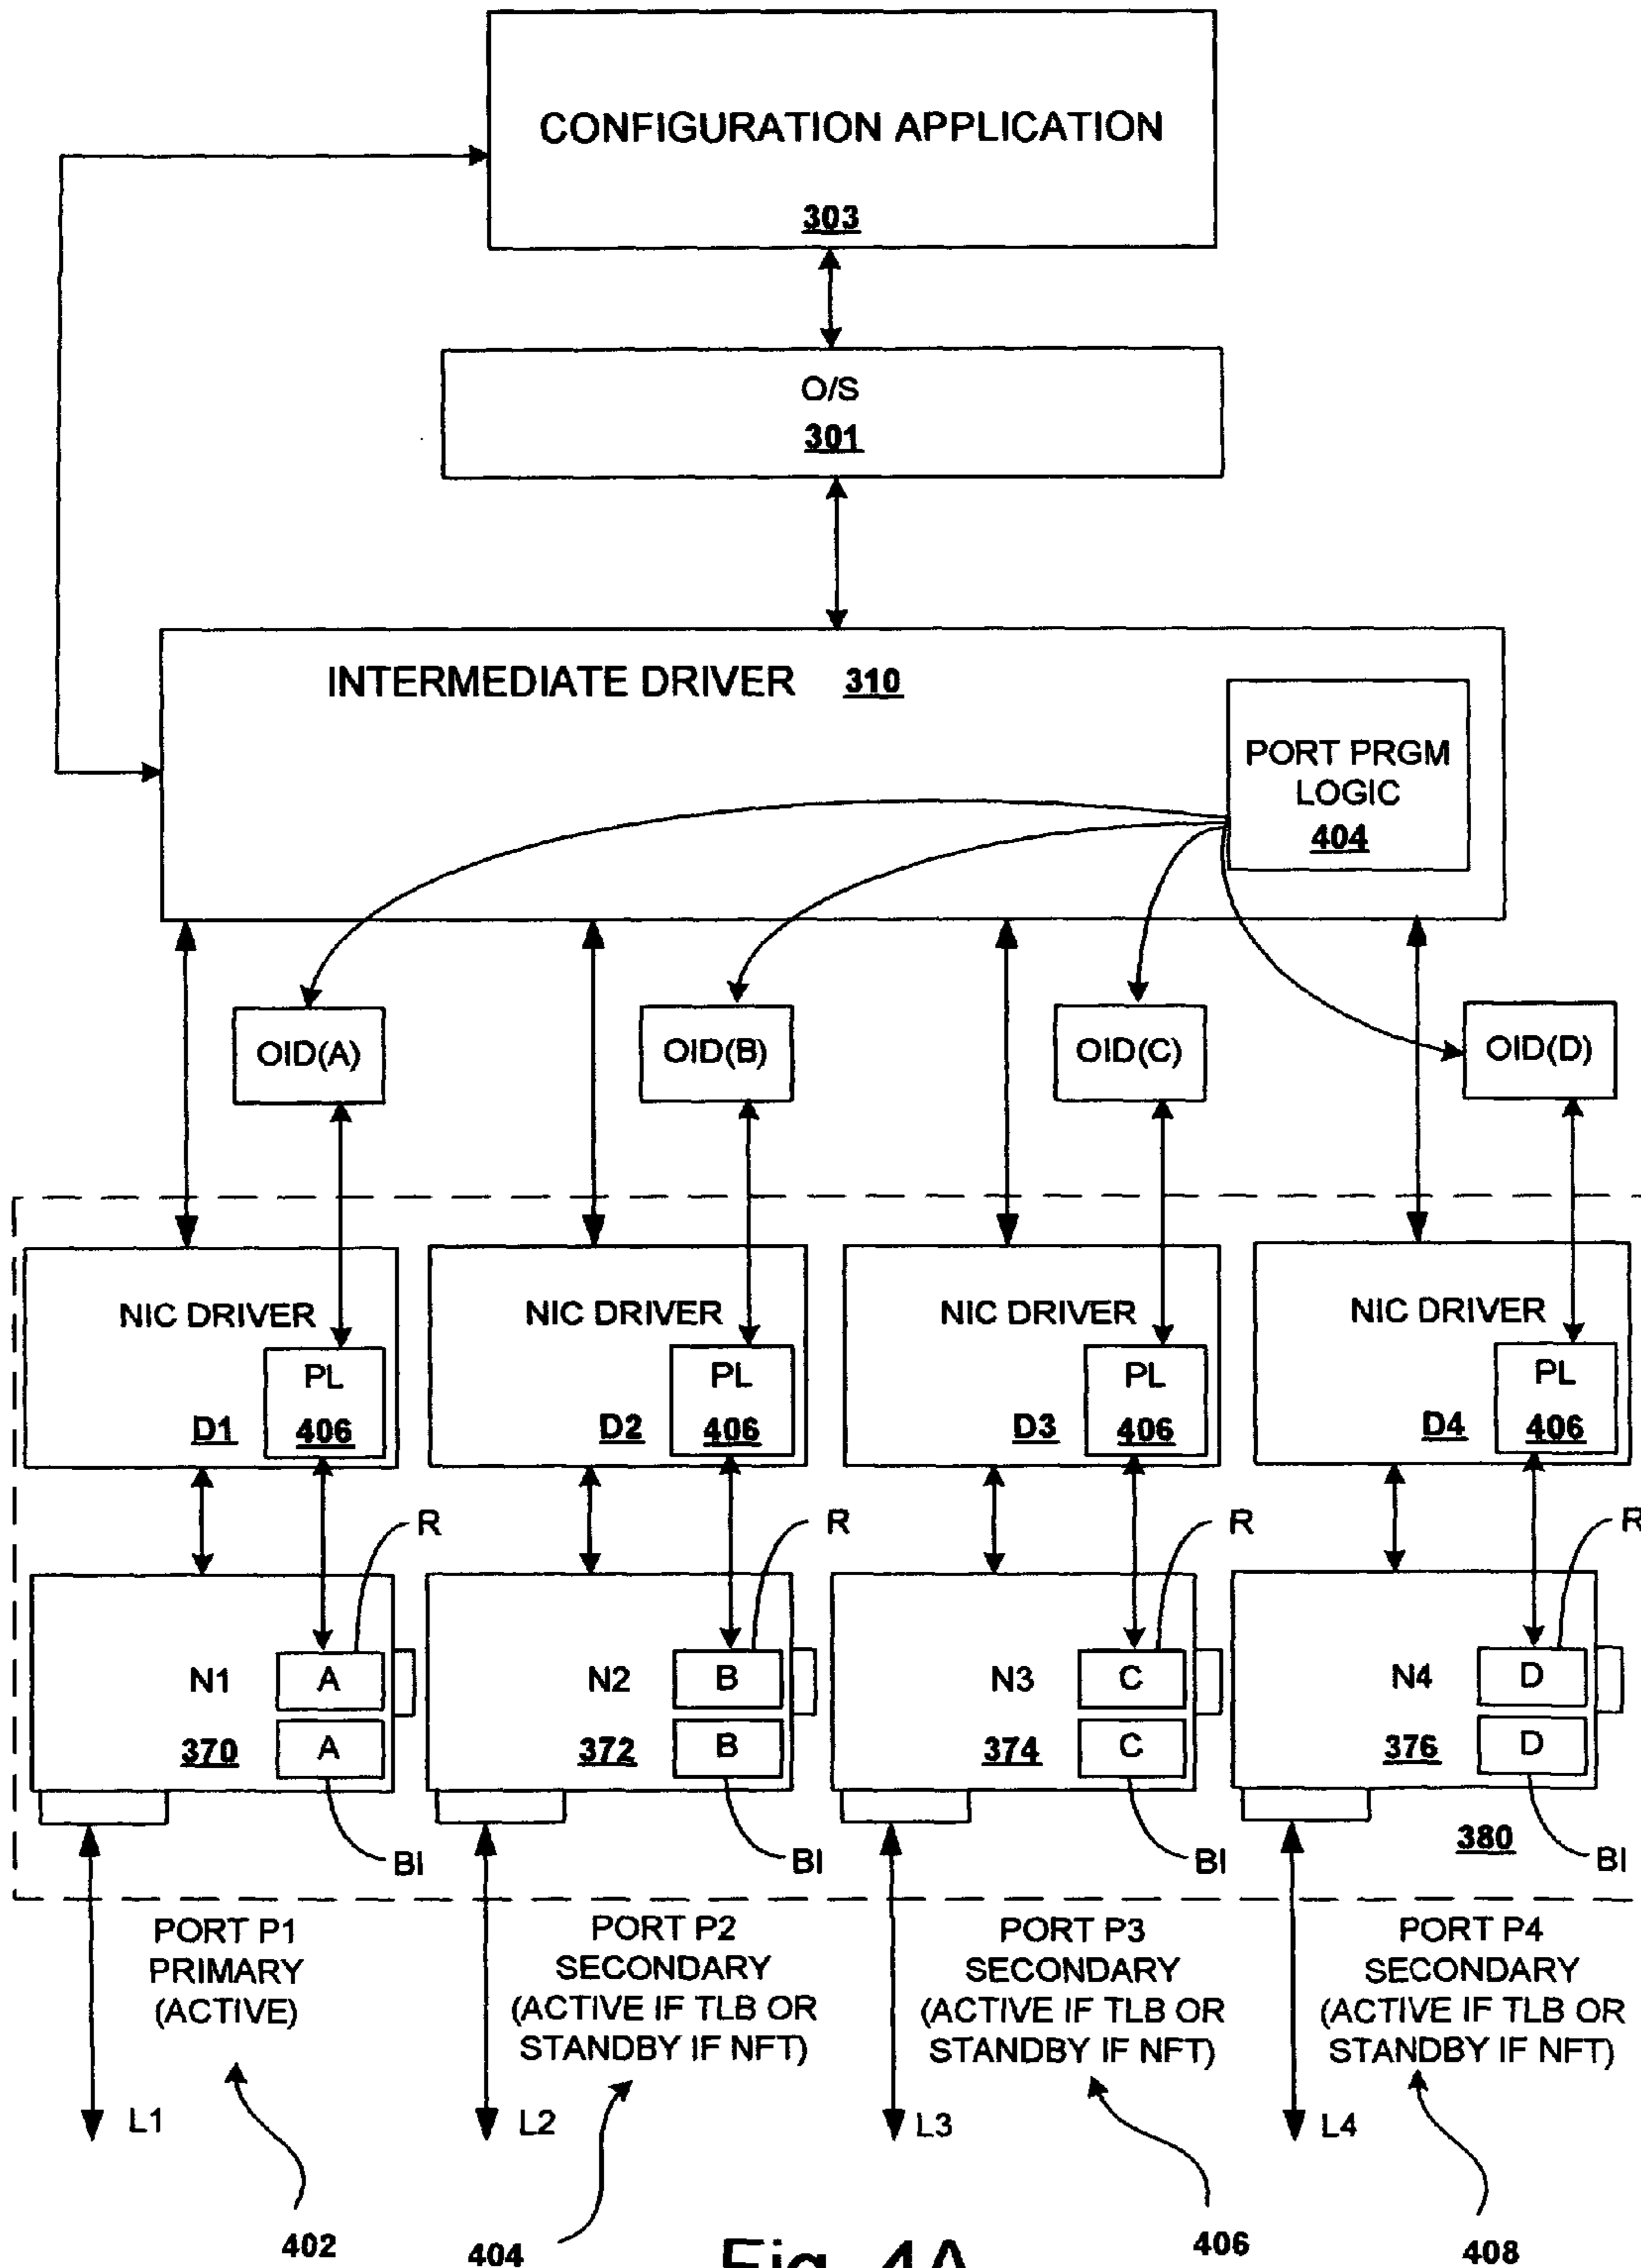 CONFIGURATION APPLICATION
303
O/S
301
INTERMEDIATE DRIVER 310
PORT PRGM
LOGIC
404
OID(A)
OID(B)
OID(C)
OID(D)
NIC DRIVER
PL
D1
406
NIC DRIVER
PL
D2
406
NIC DRIVER
PL
D3
406
NIC DRIVER
PL
D4
406
R
R
R
R
N1
A
370
A
N2
B
372
B
N3
C
374
C
N4
D
376
D
380
BI
BI
BI
BI
PORT P1
PRIMARY
(ACTIVE)
PORT P2
SECONDARY
(ACTIVE IF TLB OR
STANDBY IF NFT)
PORT P3
SECONDARY
(ACTIVE IF TLB OR
STANDBY IF NFT)
PORT P4
SECONDARY
(ACTIVE IF TLB OR
STANDBY IF NFT)
L1
L2
L3
L4
402
404
406
408
Fig. 4A